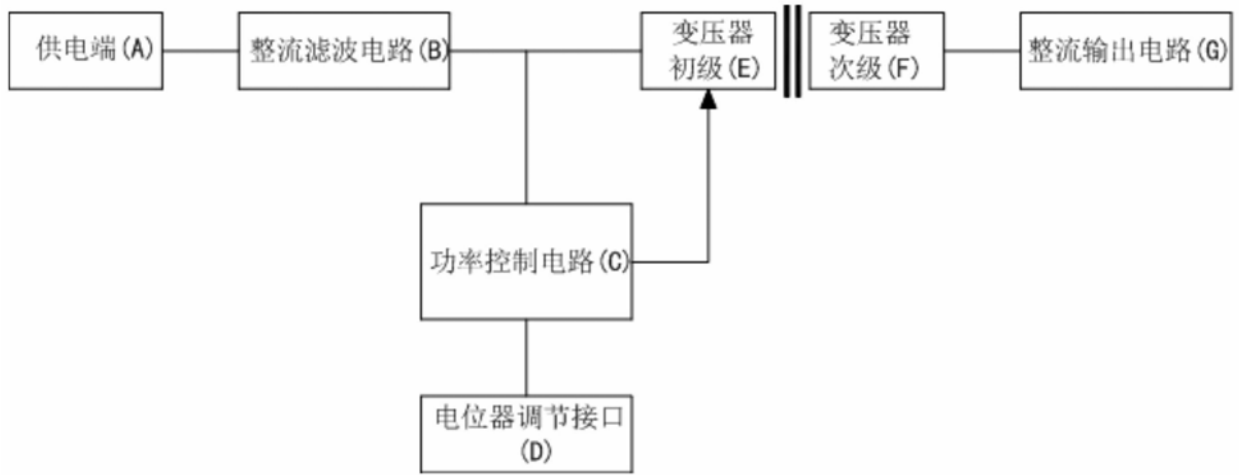 供电端(A)
整流滤波电路(B)
变压器
初级(E)
变压器
次级(F)
整流输出电路(G)
功率控制电路(C)
电位器调节接口
(D)